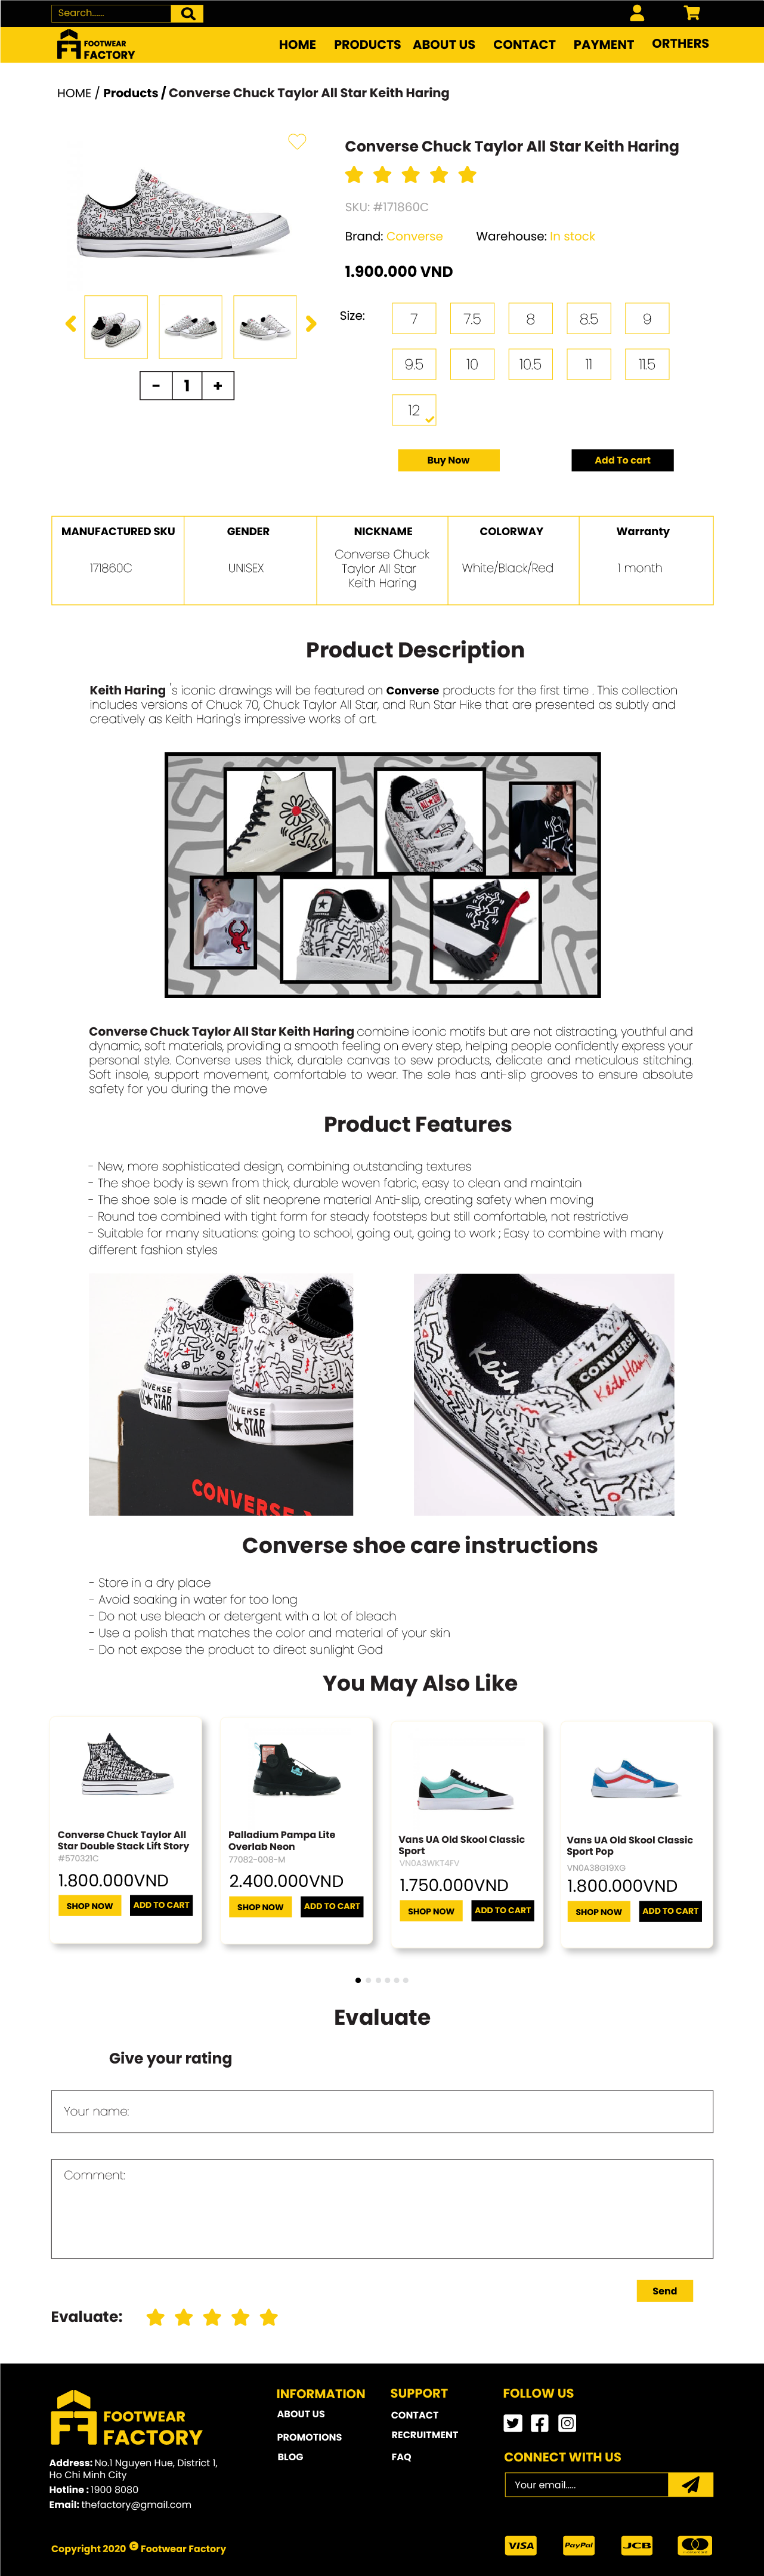 Search......
FOOTWEAR
FACTORY
HOME PRODUCTS ABOUT US CONTACT PAYMENT ORTHERS
HOME / Products / Converse Chuck Taylor All Star Keith Haring
Converse Chuck Taylor All Star Keith Haring
SKU: #171860C
Brand: Converse Warehouse: In stock
1.900.000 VND
Size:
7 7.5 8 8.5 9
9.5 10 10.5 11 11.5
12
- 1 +
Buy Now Add To cart
MANUFACTURED SKU GENDER NICKNAME COLORWAY Warranty
171860C UNISEX Converse Chuck
Taylor All Star
Keith Haring White/Black/Red 1 month
Product Description
Keith Haring 's iconic drawings will be featured on Converse products for the first time . This collection
includes versions of Chuck 70, Chuck Taylor All Star, and Run Star Hike that are presented as subtly and
creatively as Keith Haring's impressive works of art.
Converse Chuck Taylor All Star Keith Haring combine iconic motifs but are not distracting, youthful and
dynamic, soft materials, providing a smooth feeling on every step, helping people confidently express your
personal style. Converse uses thick, durable canvas to sew products, delicate and meticulous stitching.
Soft insole, support movement, comfortable to wear. The sole has anti-slip grooves to ensure absolute
safety for you during the move
Product Features
- New, more sophisticated design, combining outstanding textures
- The shoe body is sewn from thick, durable woven fabric, easy to clean and maintain
- The shoe sole is made of slit neoprene material Anti-slip, creating safety when moving
- Round toe combined with tight form for steady footsteps but still comfortable, not restrictive
- Suitable for many situations: going to school, going out, going to work ; Easy to combine with many
different fashion styles
CONVERSE
ALL STAR
CONVERSE
ALL STAR
CONVERSE
Keith
CONVERSE
Keith Haring
Converse shoe care instructions
- Store in a dry place
- Avoid soaking in water for too long
- Do not use bleach or detergent with a lot of bleach
- Use a polish that matches the color and material of your skin
- Do not expose the product to direct sunlight God
You May Also Like
Converse Chuck Taylor All
Star Double Stack Lift Story
#570321C
1.800.000VND
SHOP NOW ADD TO CART
Palladium Pampa Lite
Overlab Neon
77082-008-M
2.400.000VND
SHOP NOW ADD TO CART
Vans UA Old Skool Classic
Sport
VN0A3WKT4FV
1.750.000VND
SHOP NOW ADD TO CART
Vans UA Old Skool Classic
Sport Pop
VN0A38G19XG
1.800.000VND
SHOP NOW ADD TO CART
Evaluate
Give your rating
Your name:
Comment:
Send
Evaluate:
FOOTWEAR
FACTORY
Address: No.1 Nguyen Hue, District 1,
Ho Chi Minh City
Hotline : 1900 8080
Email: thefactory@gmail.com
Copyright 2020 © Footwear Factory
INFORMATION
ABOUT US
PROMOTIONS
BLOG
SUPPORT
CONTACT
RECRUITMENT
FAQ
FOLLOW US
CONNECT WITH US
Your email.....
VISA PayPal JCB